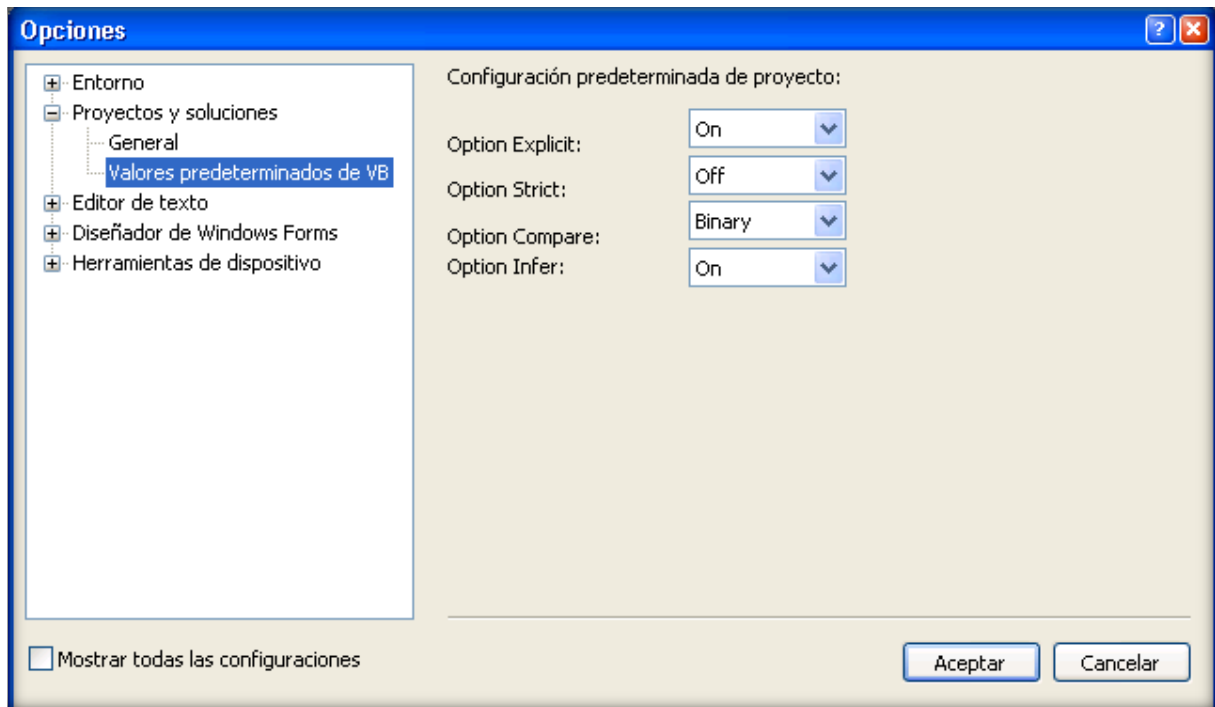 Opciones
Entorno
Proyectos y soluciones
General
Valores predeterminados de VB
Editor de texto
Diseñador de Windows Forms
Herramientas de dispositivo
Configuración predeterminada de proyecto:
Option Explicit: On
Option Strict: Off
Option Compare: Binary
Option Infer: On
Mostrar todas las configuraciones
Aceptar Cancelar